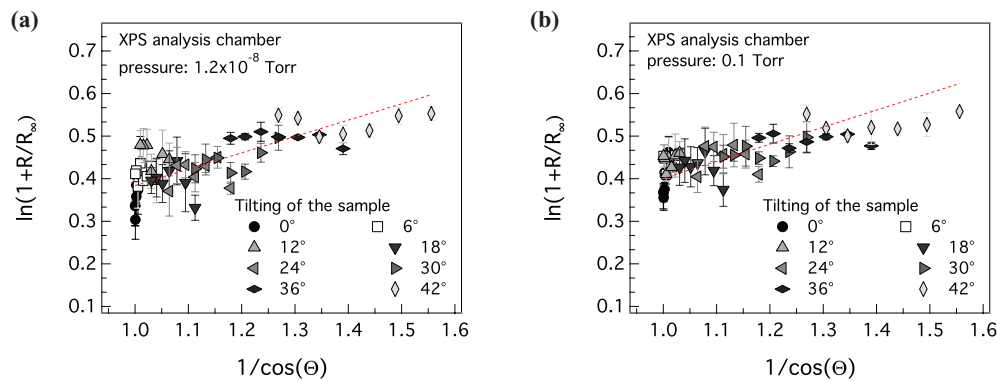 (a)
XPS analysis chamber
pressure: 1.2x10⁻⁸ Torr
ln(1+R/R∞)
0.7
0.6
0.5
0.4
0.3
0.2
0.1
Tilting of the sample
0° 6°
12° 18°
24° 30°
36° 42°
1.0 1.1 1.2 1.3 1.4 1.5 1.6
1/cos(Θ)
(b)
XPS analysis chamber
pressure: 0.1 Torr
ln(1+R/R∞)
0.7
0.6
0.5
0.4
0.3
0.2
0.1
Tilting of the sample
0° 6°
12° 18°
24° 30°
36° 42°
1.0 1.1 1.2 1.3 1.4 1.5 1.6
1/cos(Θ)